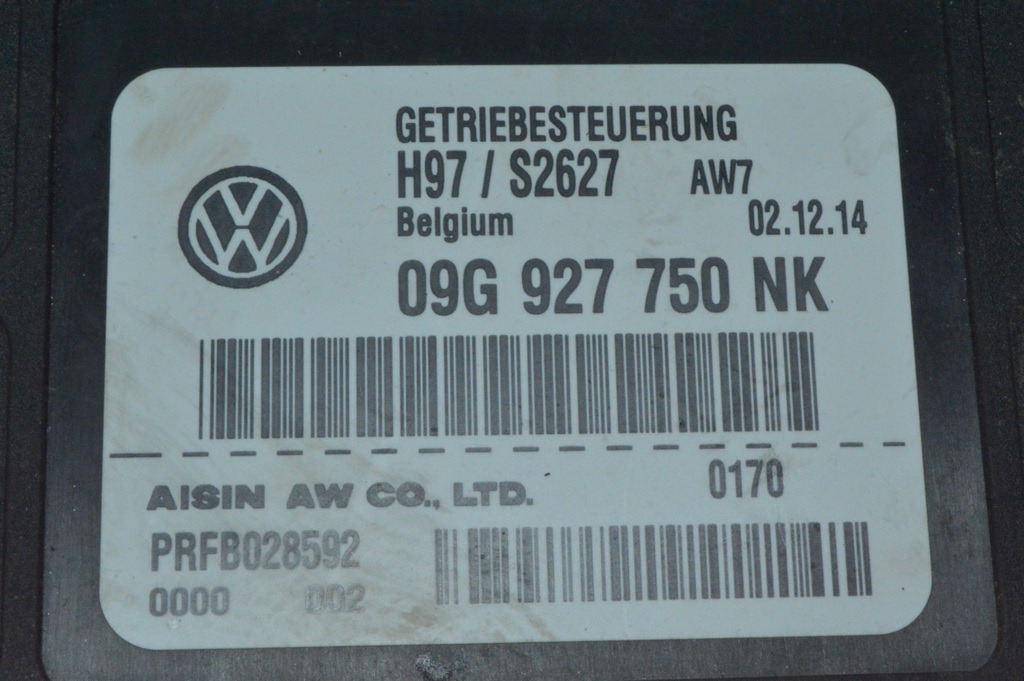 GETRIEBESTEUERUNG
H97 / S2627 AW7
Belgium 02.12.14
09G 927 750 NK
AISIN AW CO., LTD. 0170
PRFB028592
0000 D02